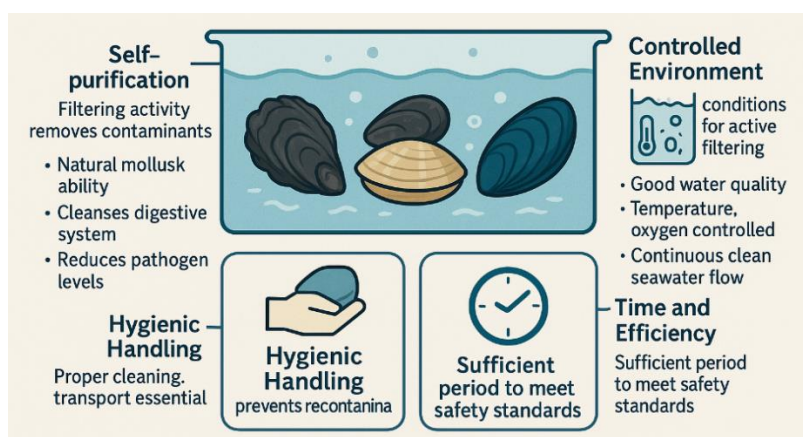 Self-
purification
Filtering activity
removes contaminants
• Natural mollusk
ability
• Cleanses digestive
system
• Reduces pathogen
levels
Controlled
Environment
conditions
for active
filtering
• Good water quality
• Temperature,
oxygen controlled
• Continuous clean
seawater flow
Hygienic
Handling
Proper cleaning.
transport essential
Hygienic
Handling
prevents recontanina
Sufficient
period to meet
safety standards
Time and
Efficiency
Sufficient period
to meet safety
standards